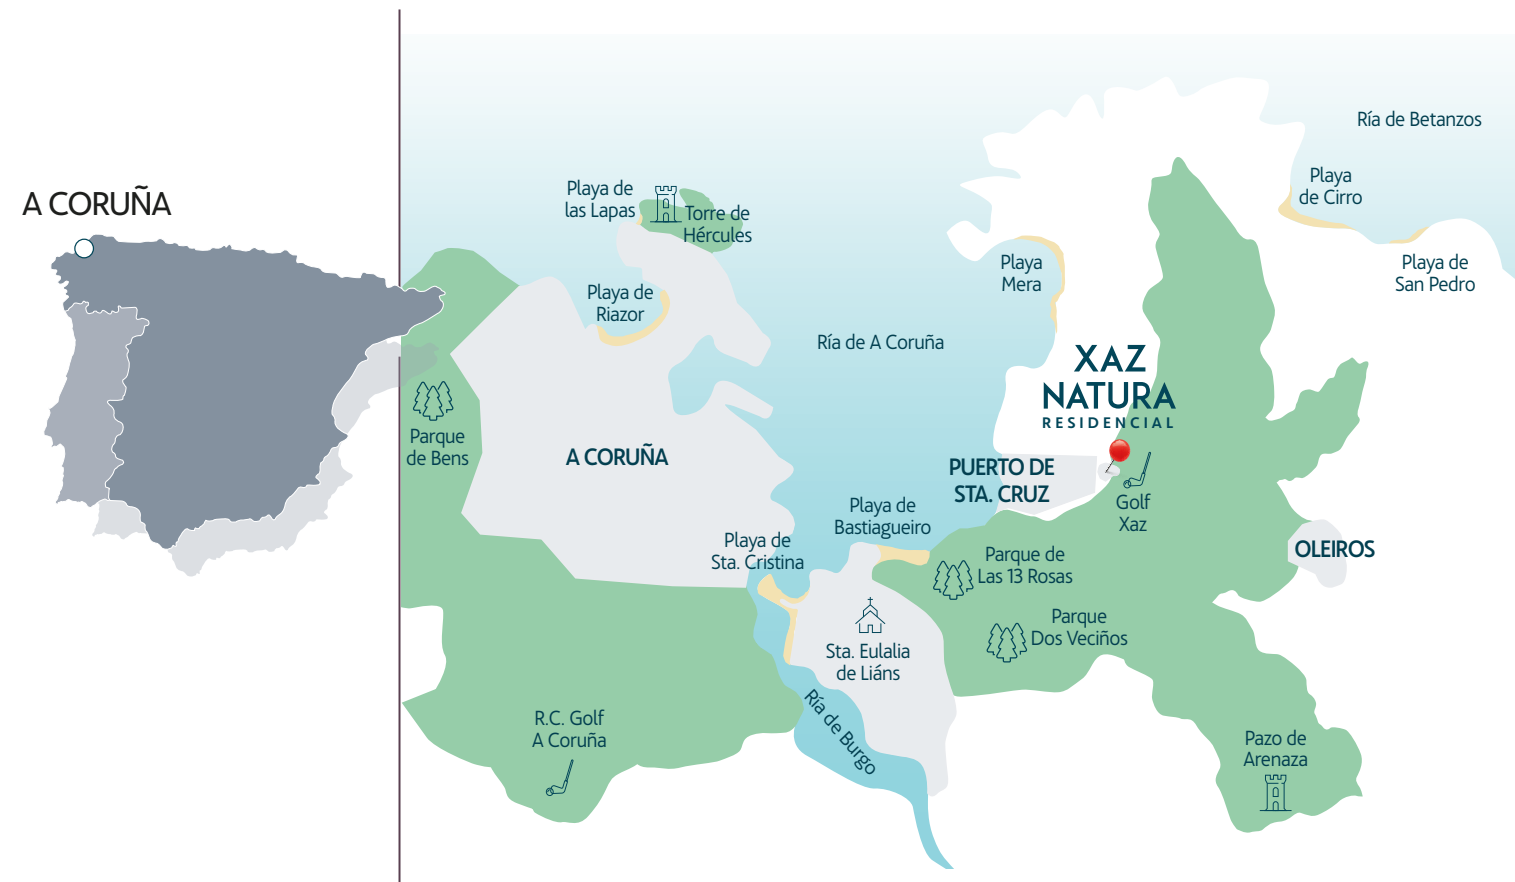 A CORUÑA
Ría de Betanzos
Playa
de Cirro
Playa de
San Pedro
Playa de
las Lapas
Torre de
Hércules
Playa
Mera
Playa de
Riazor
Ría de A Coruña
XAZ
NATURA
RESIDENCIAL
Parque
de Bens
A CORUÑA
PUERTO DE
STA. CRUZ
Golf
Xaz
Playa de
Bastiagueiro
Playa de
Sta. Cristina
OLEIROS
Parque de
Las 13 Rosas
Parque
Dos Veciños
Sta. Eulalia
de Liáns
Ría de Burgo
R.C. Golf
A Coruña
Pazo de
Arenaza